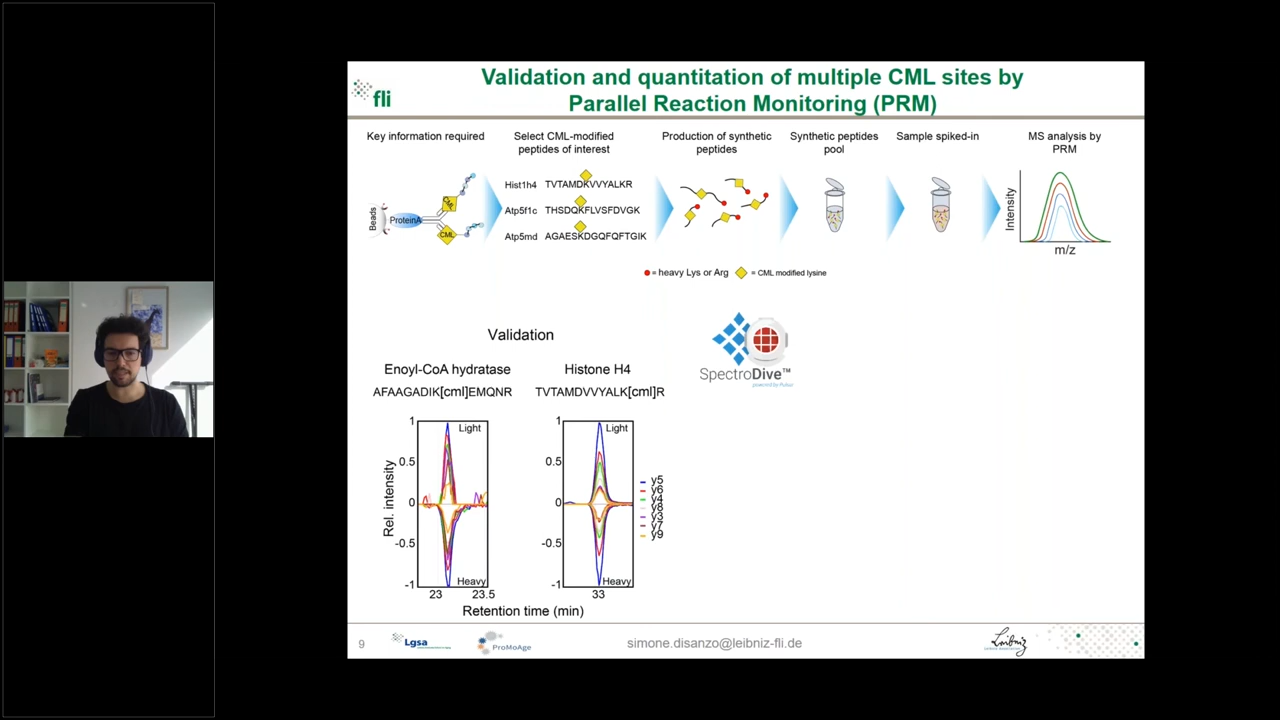 Validation and quantitation of multiple CML sites by
Parallel Reaction Monitoring (PRM)
fli
Key information required
Select CML-modified
peptides of interest
Production of synthetic
peptides
Synthetic peptides
pool
Sample spiked-in
MS analysis by
PRM
Beads
ProteinA
CML
CML
Hist1h4 TVTAMDKVVYALKR
Atp5f1c THSDQKFLVSFDVGK
Atp5md AGAESKDGQFQFTGIK
Intensity
m/z
= heavy Lys or Arg
= CML modified lysine
Validation
SpectroDive™
powered by Pulsar
Enoyl-CoA hydratase
AFAAGADIK[cml]EMQNR
Histone H4
TVTAMDVVYALK[cml]R
Rel. intensity
1
0.5
0
-0.5
-1
Light
Heavy
23
23.5
1
0.5
0
-0.5
-1
Light
Heavy
33
y5
y6
y4
y8
y3
y7
y9
Retention time (min)
9
Lgsa
ProMoAge
simone.disanzo@leibniz-fli.de
Leibniz